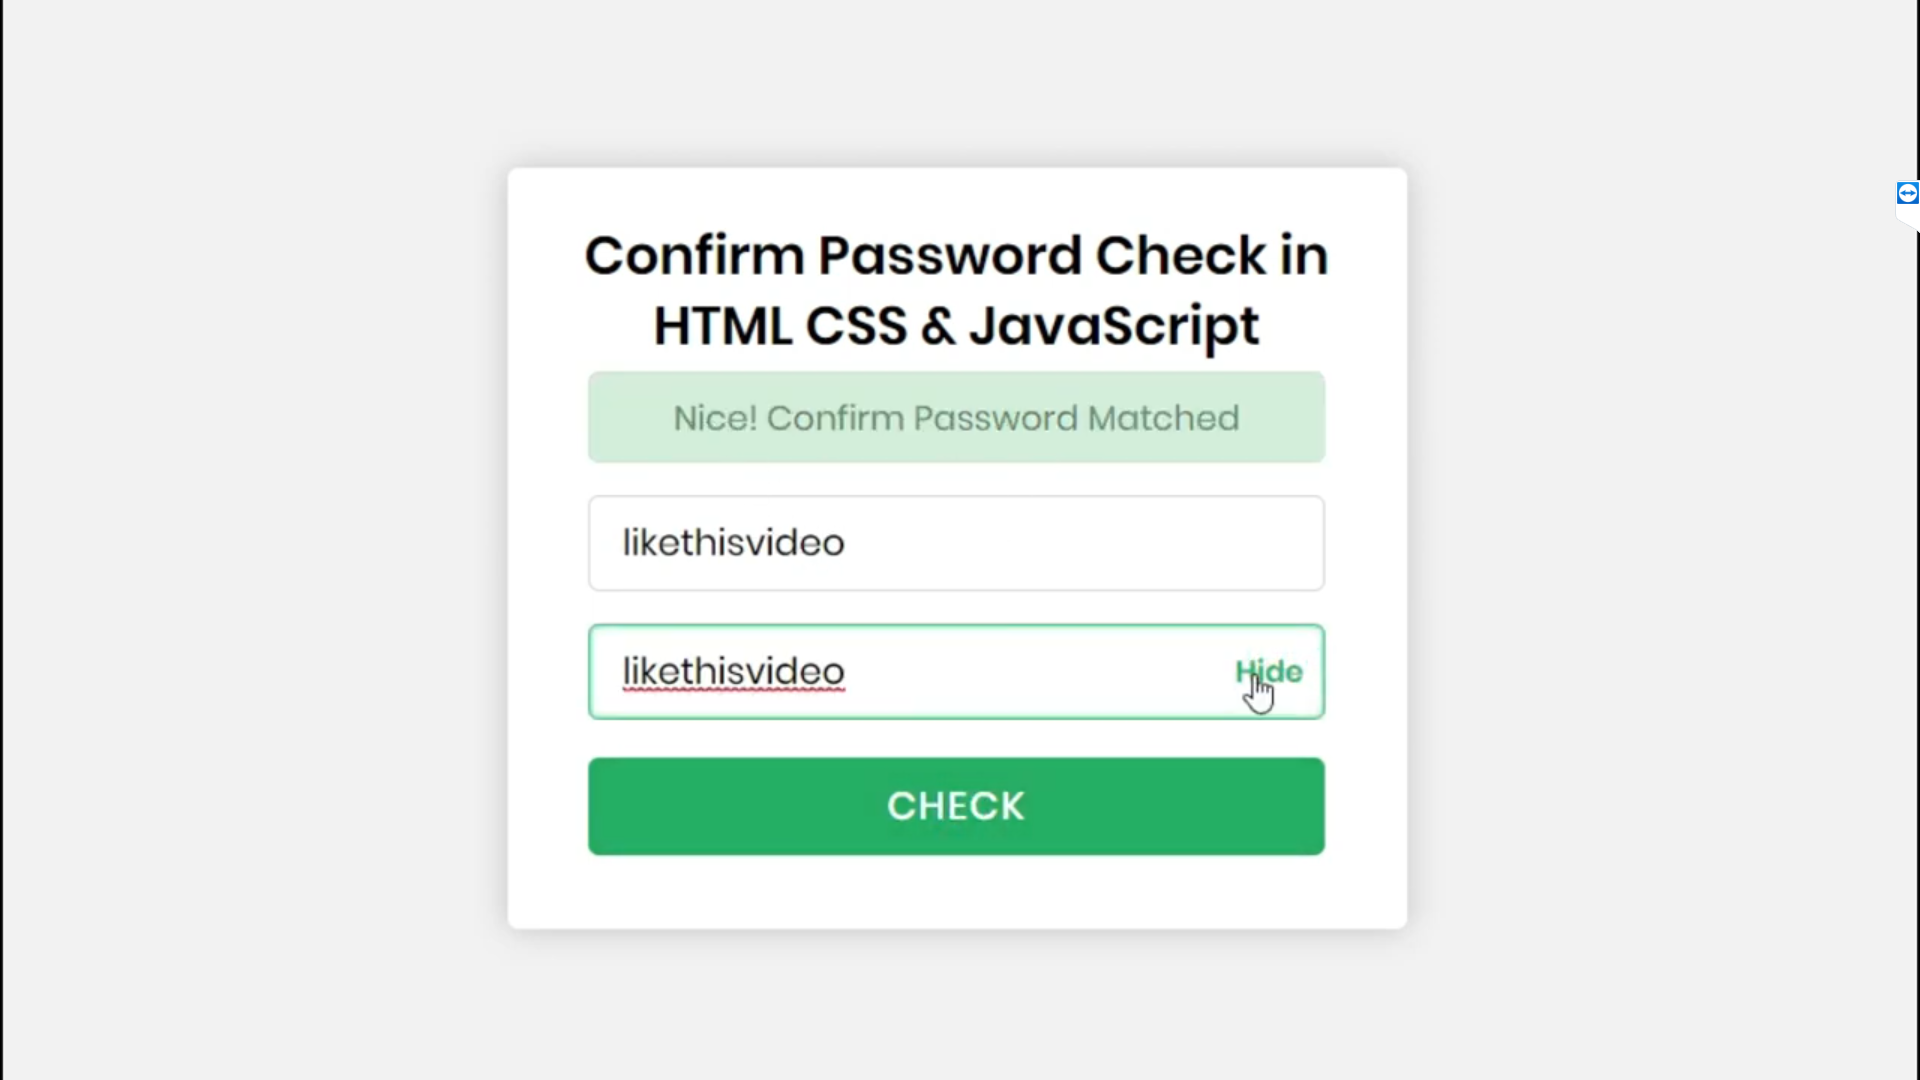 Confirm Password Check in
HTML CSS & JavaScript
Nice! Confirm Password Matched
likethisvideo
likethisvideo
Hide
CHECK